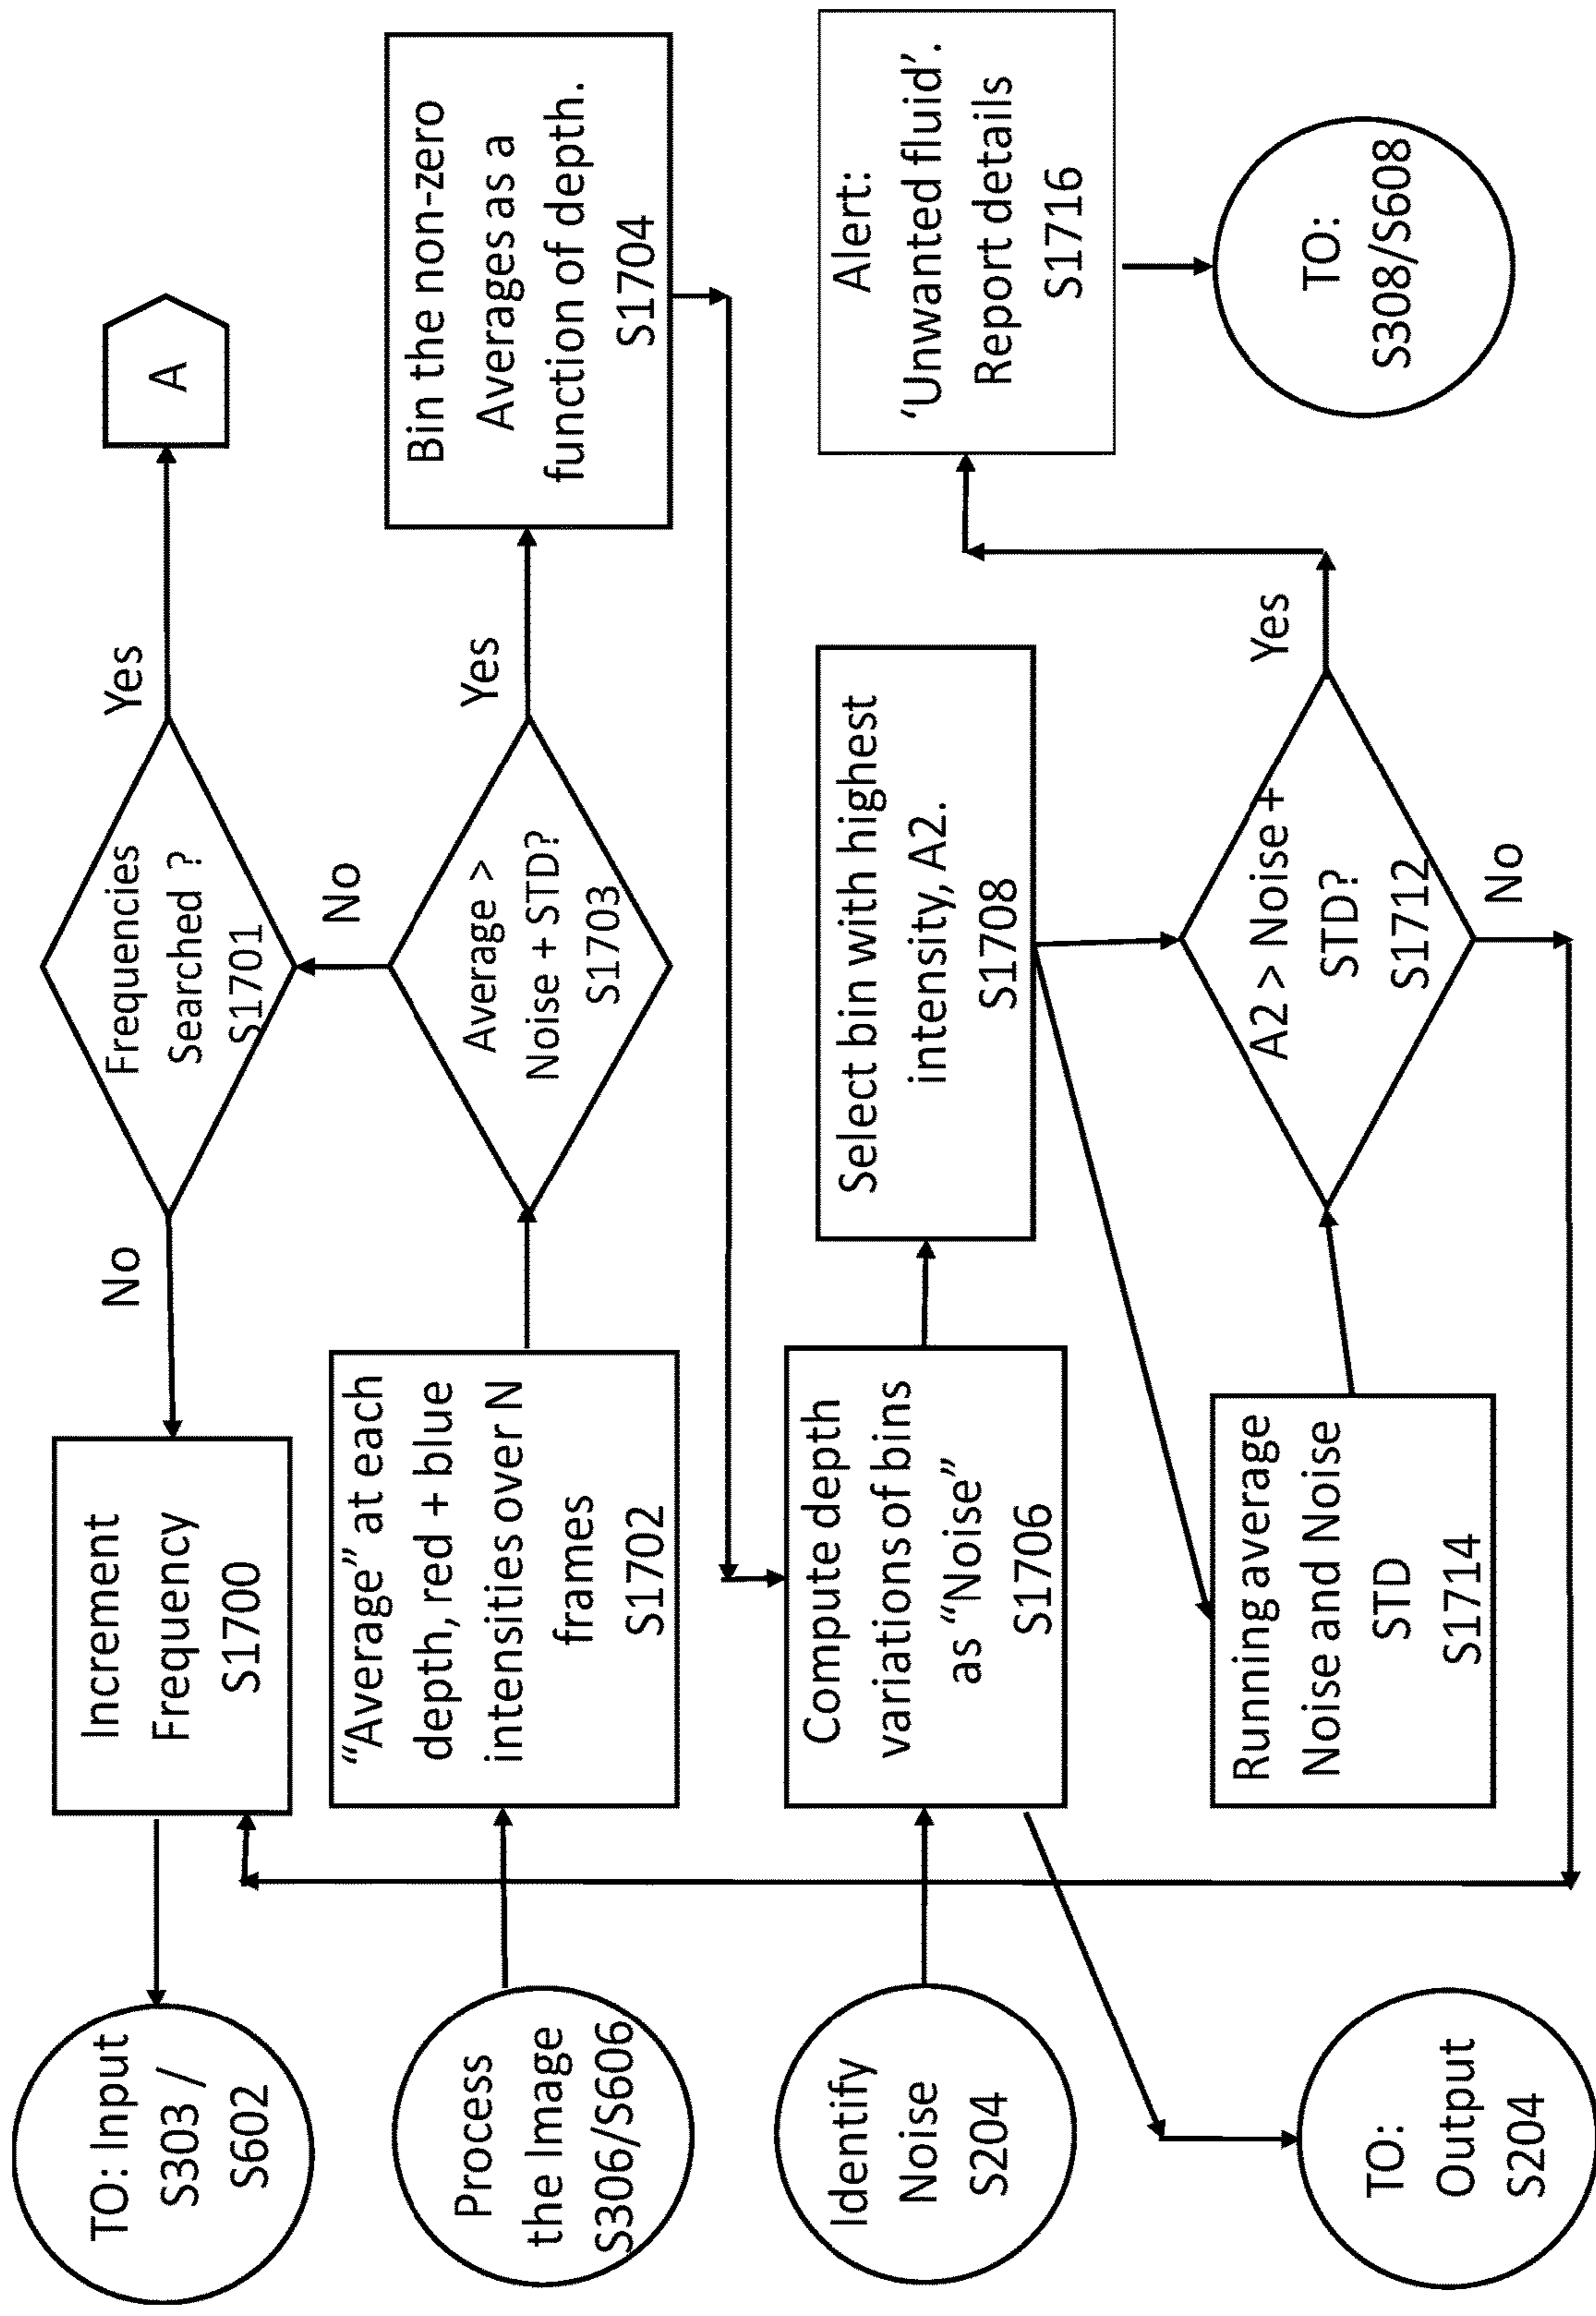 TO: Input
S303 /
S602
Increment
Frequency
S1700
No
Frequencies
Searched ?
S1701
Yes
A
Process
the Image
S306/S606
“Average” at each
depth, red + blue
intensities over N
frames
S1702
No
Average >
Noise + STD?
S1703
Yes
Bin the non-zero
Averages as a
function of depth.
S1704
Identify
Noise
S204
Compute depth
variations of bins
as “Noise”
S1706
Select bin with highest
intensity, A2.
S1708
Alert:
‘Unwanted fluid’.
Report details
S1716
TO:
Output
S204
Running average
Noise and Noise
STD
S1714
A2 > Noise +
STD?
S1712
Yes
No
TO:
S308/S608